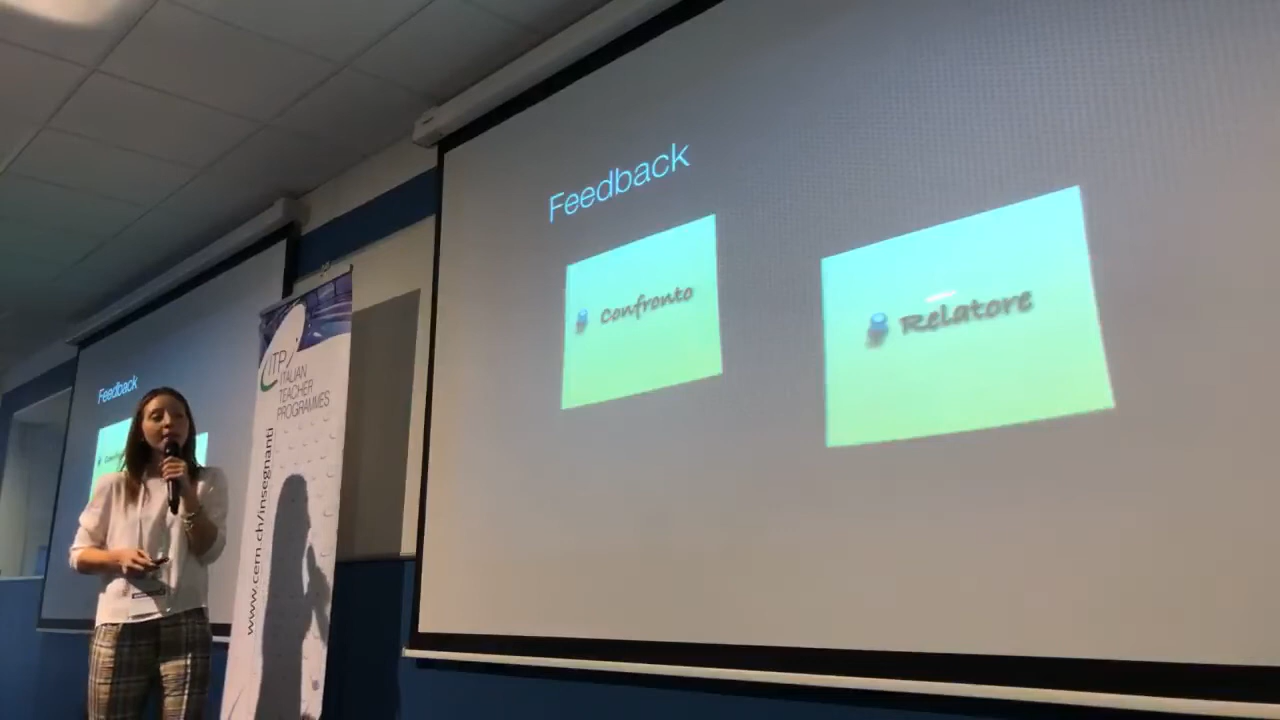 Feedback
Confronto
Relatore
Feedback
ITP
ITALIAN
TEACHER
PROGRAMMES
www.cern.ch/insegnanti